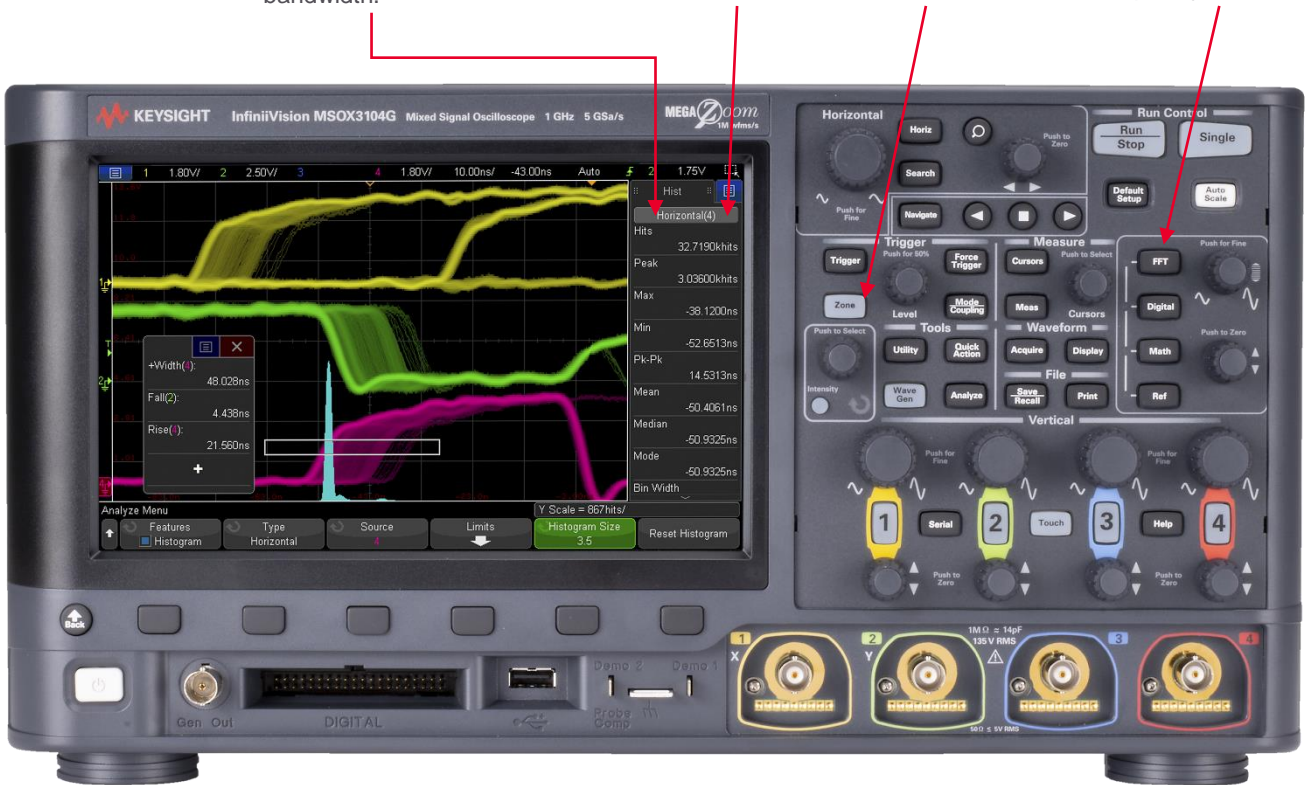 bandwidth.
KEYSIGHT InfiniiVision MSOX3104G Mixed Signal Oscilloscope 1 GHz 5 GSa/s
MEGA Zoom
1 1.80V/ 2 2.50V/ 3 4 1.80V/ 10.00ns/ -43.00ns Auto 2 1.75V
Hist
Horizontal(4)
Hits
32.7190khits
Peak
3.03600khits
Max
-38.1200ns
Min
-52.6513ns
Pk-Pk
14.5313ns
Mean
-50.4061ns
Median
-50.9325ns
Mode
-50.9325ns
Bin Width
+Width(4):
48.028ns
Fall(2):
4.438ns
Rise(4):
21.560ns
+
Analyze Menu
Y Scale = 867hits/
Features
Histogram
Type
Horizontal
Source
4
Limits
Histogram Size
3.5
Reset Histogram
Back
Horizontal
Horiz
Push to Zero
Search
Push for Fine
Navigate
Run Control
Run
Stop
Single
Default Setup
Auto Scale
Trigger
Trigger
Push for 50%
Force Trigger
Zone
Level
Mode
Coupling
Measure
Cursors
Push to Select
Meas
Cursors
Push for Fine
FFT
Digital
Push to Zero
Math
Ref
Push to Select
Intensity
Tools
Utility
Quick Action
Wave Gen
Analyze
Waveform
Acquire
Display
File
Save
Recall
Print
Vertical
Push for Fine
Push for Fine
1
Serial
2
Touch
3
Help
4
Push to Zero
Push to Zero
Gen Out
DIGITAL
Demo 2
Demo 1
Probe Comp
1
X
2
Y
1MΩ = 14pF
135 V RMS
3
4
50Ω ≤ 5V RMS